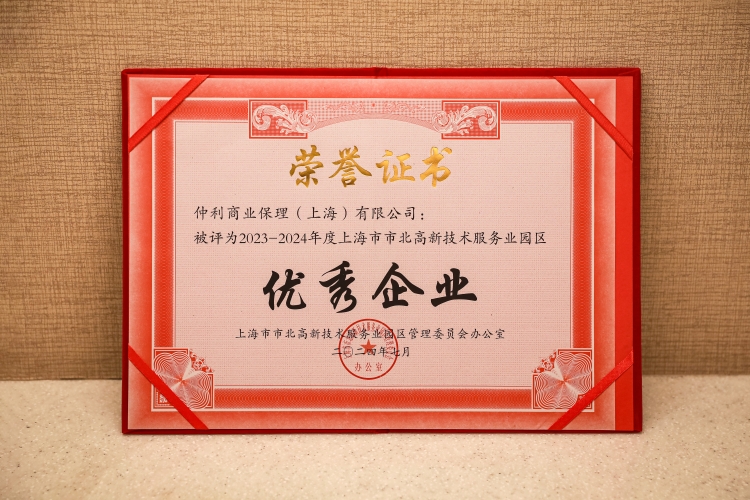 荣誉证书
仲利商业保理（上海）有限公司：
被评为2023-2024年度上海市市北高新技术服务业园区
优秀企业
上海市市北高新技术服务业园区管理委员会办公室
二〇二四年七月
办公室